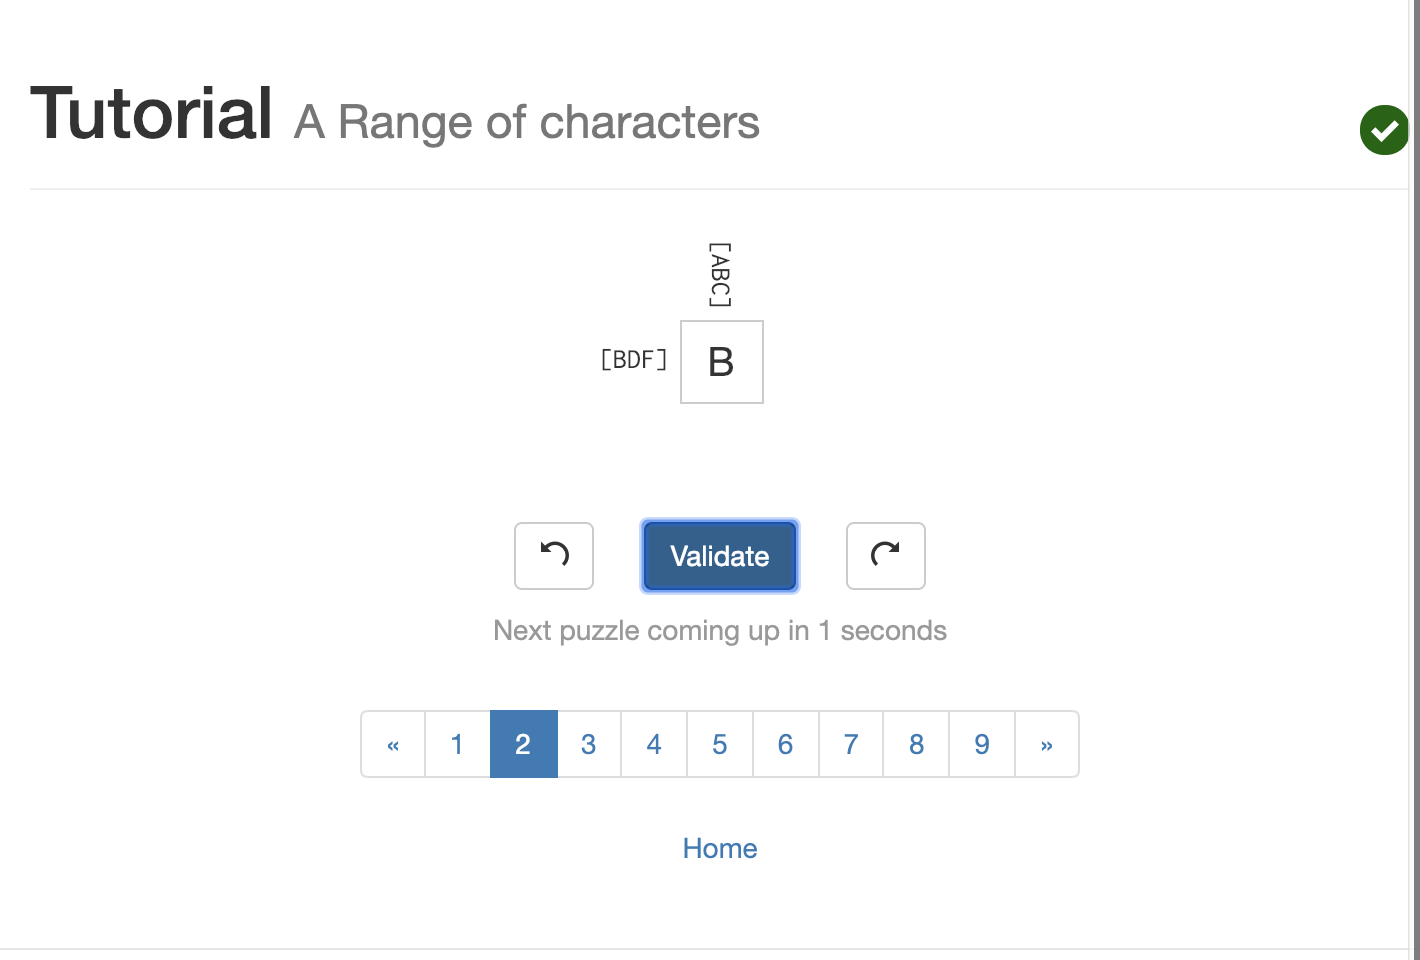 Tutorial A Range of characters
[ABC]
[BDF] B
Validate
Next puzzle coming up in 1 seconds
« 1 2 3 4 5 6 7 8 9 »
Home